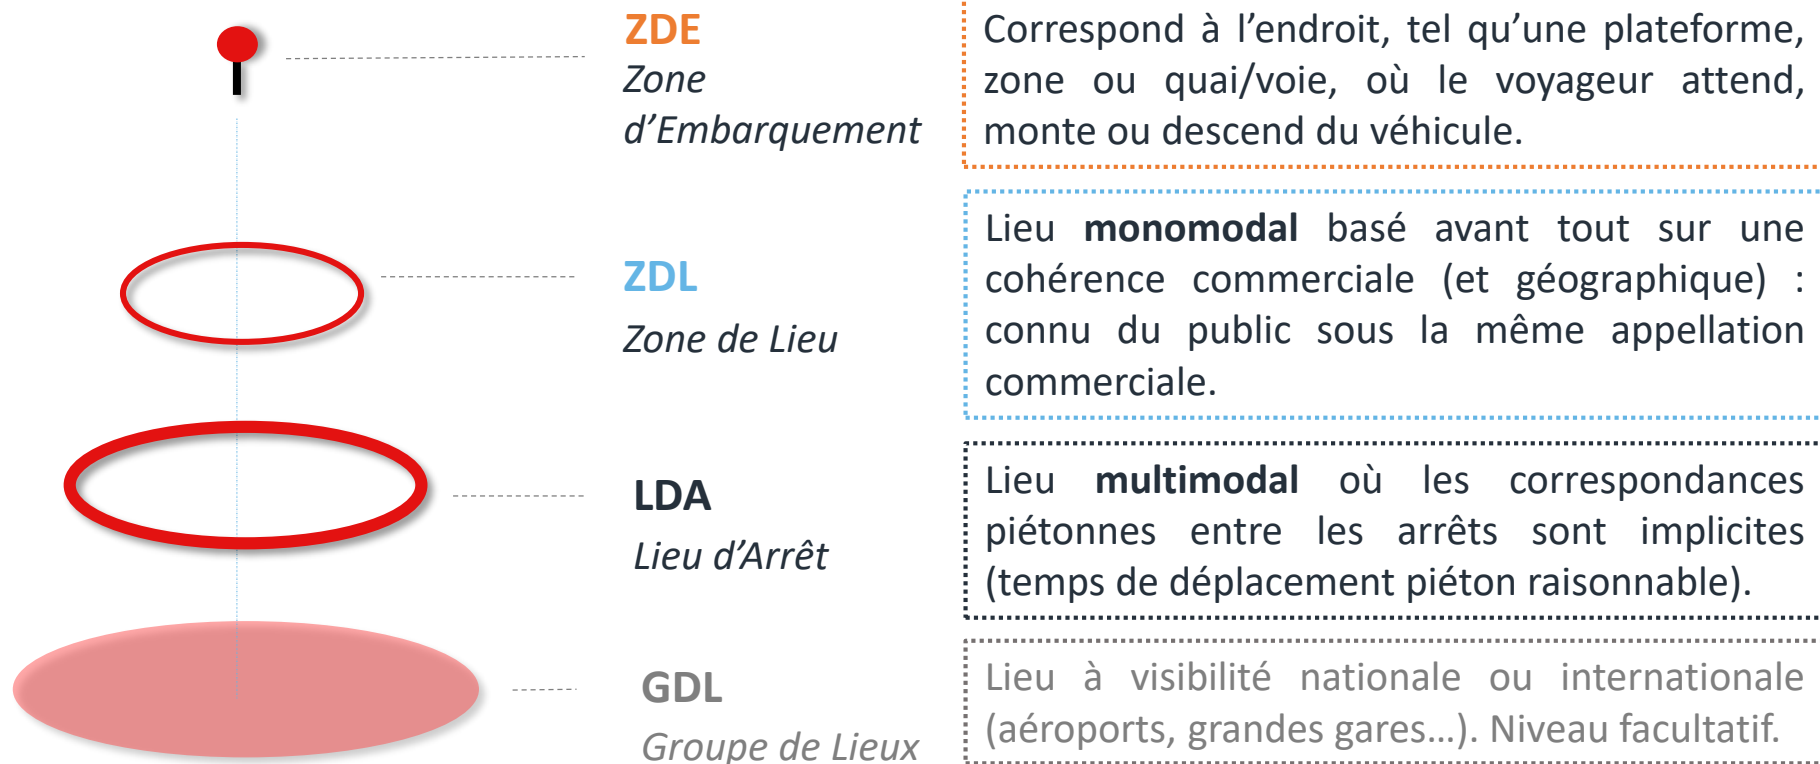 ZDE
Zone
d’Embarquement
Correspond à l’endroit, tel qu’une plateforme,
zone ou quai/voie, où le voyageur attend,
monte ou descend du véhicule.
ZDL
Zone de Lieu
Lieu monomodal basé avant tout sur une
cohérence commerciale (et géographique) :
connu du public sous la même appellation
commerciale.
LDA
Lieu d’Arrêt
Lieu multimodal où les correspondances
piétonnes entre les arrêts sont implicites
(temps de déplacement piéton raisonnable).
GDL
Groupe de Lieux
Lieu à visibilité nationale ou internationale
(aéroports, grandes gares…). Niveau facultatif.